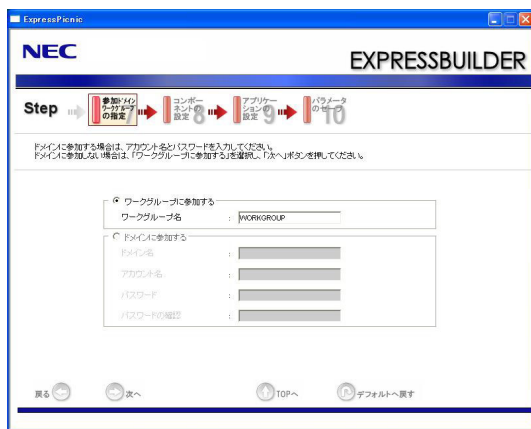 ExpressPicnic
NEC
EXPRESSBUILDER
Step
参加ドメイン
ワークグループ
の指定
7
コンポー
ネントの
設定
8
アプリケー
ションの
設定
9
パラメータ
のセーブ
10
ドメインに参加する場合は、アカウント名とパスワードを入力してください。
ドメインに参加しない場合は、「ワークグループに参加する」を選択し、「次へ」ボタンを押してください。
ワークグループに参加する
ワークグループ名 : WORKGROUP
ドメインに参加する
ドメイン名 :
アカウント名 :
パスワード :
パスワードの確認 :
戻る 次へ TOPへ デフォルトへ戻す